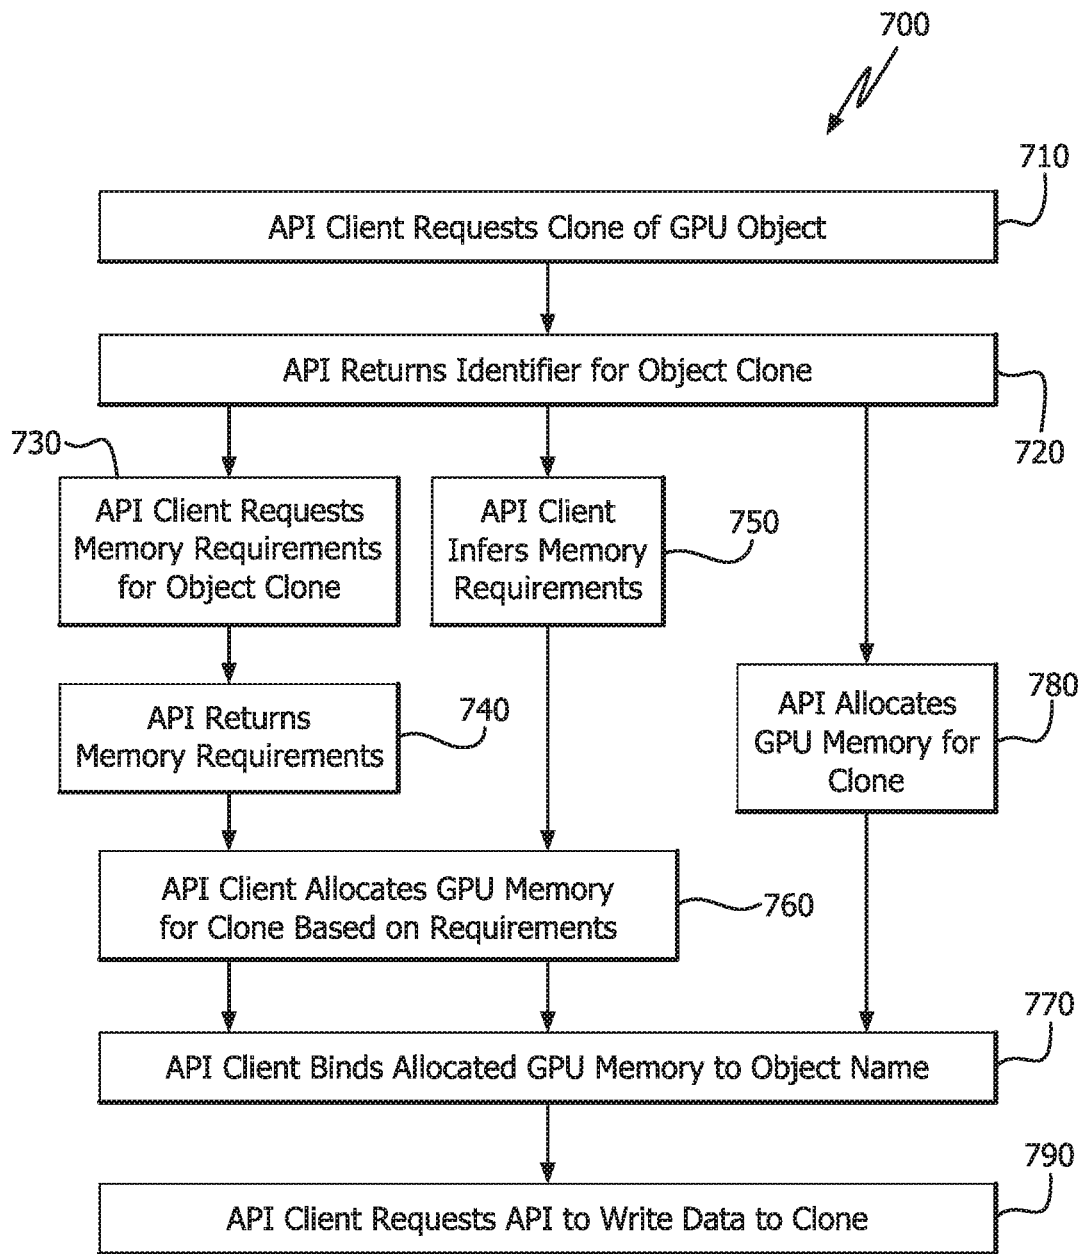 700
710
API Client Requests Clone of GPU Object
API Returns Identifier for Object Clone
720
730
API Client Requests
Memory Requirements
for Object Clone
API Client
Infers Memory
Requirements
750
API Returns
Memory Requirements
740
API Allocates
GPU Memory for
Clone
780
API Client Allocates GPU Memory
for Clone Based on Requirements
760
770
API Client Binds Allocated GPU Memory to Object Name
790
API Client Requests API to Write Data to Clone